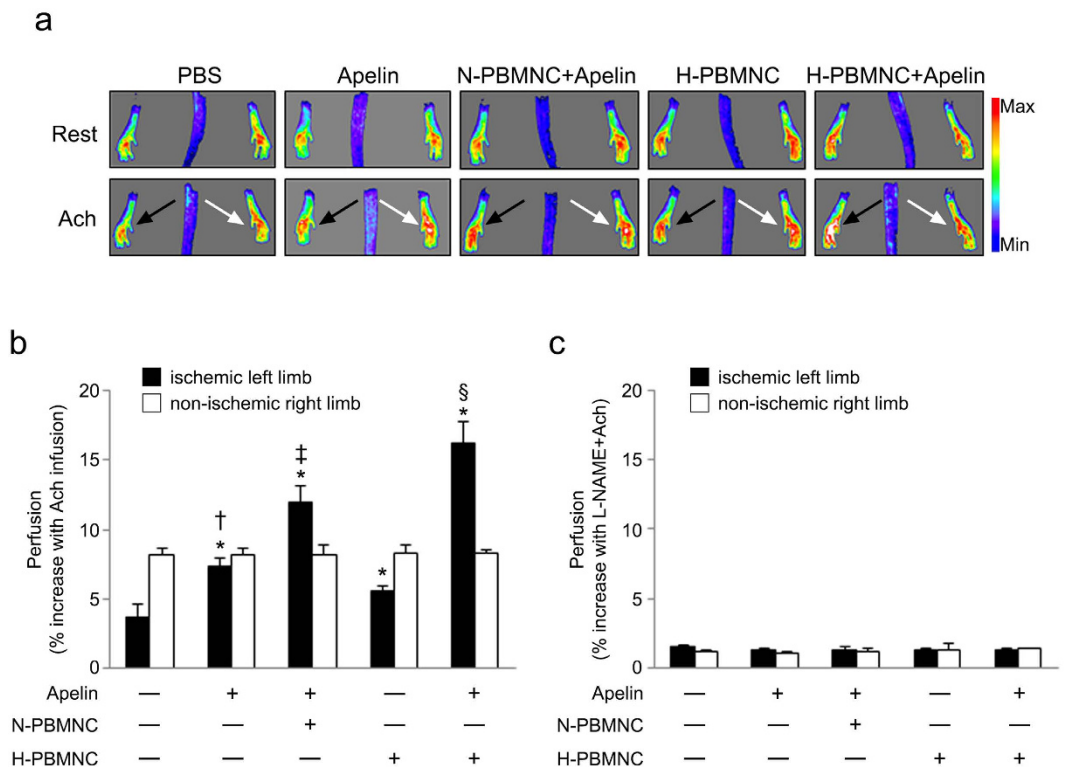 a
PBS Apelin N-PBMNC+Apelin H-PBMNC H-PBMNC+Apelin
Rest
Max
Ach
Min
b
ischemic left limb
non-ischemic right limb
Perfusion
(% increase with Ach infusion)
20
15
10
5
0
†
*
‡
*
*
§
*
Apelin — + + — +
N-PBMNC — — + — —
H-PBMNC — — — + +
c
ischemic left limb
non-ischemic right limb
Perfusion
(% increase with L-NAME+Ach)
20
15
10
5
0
Apelin — + + — +
N-PBMNC — — + — —
H-PBMNC — — — + +